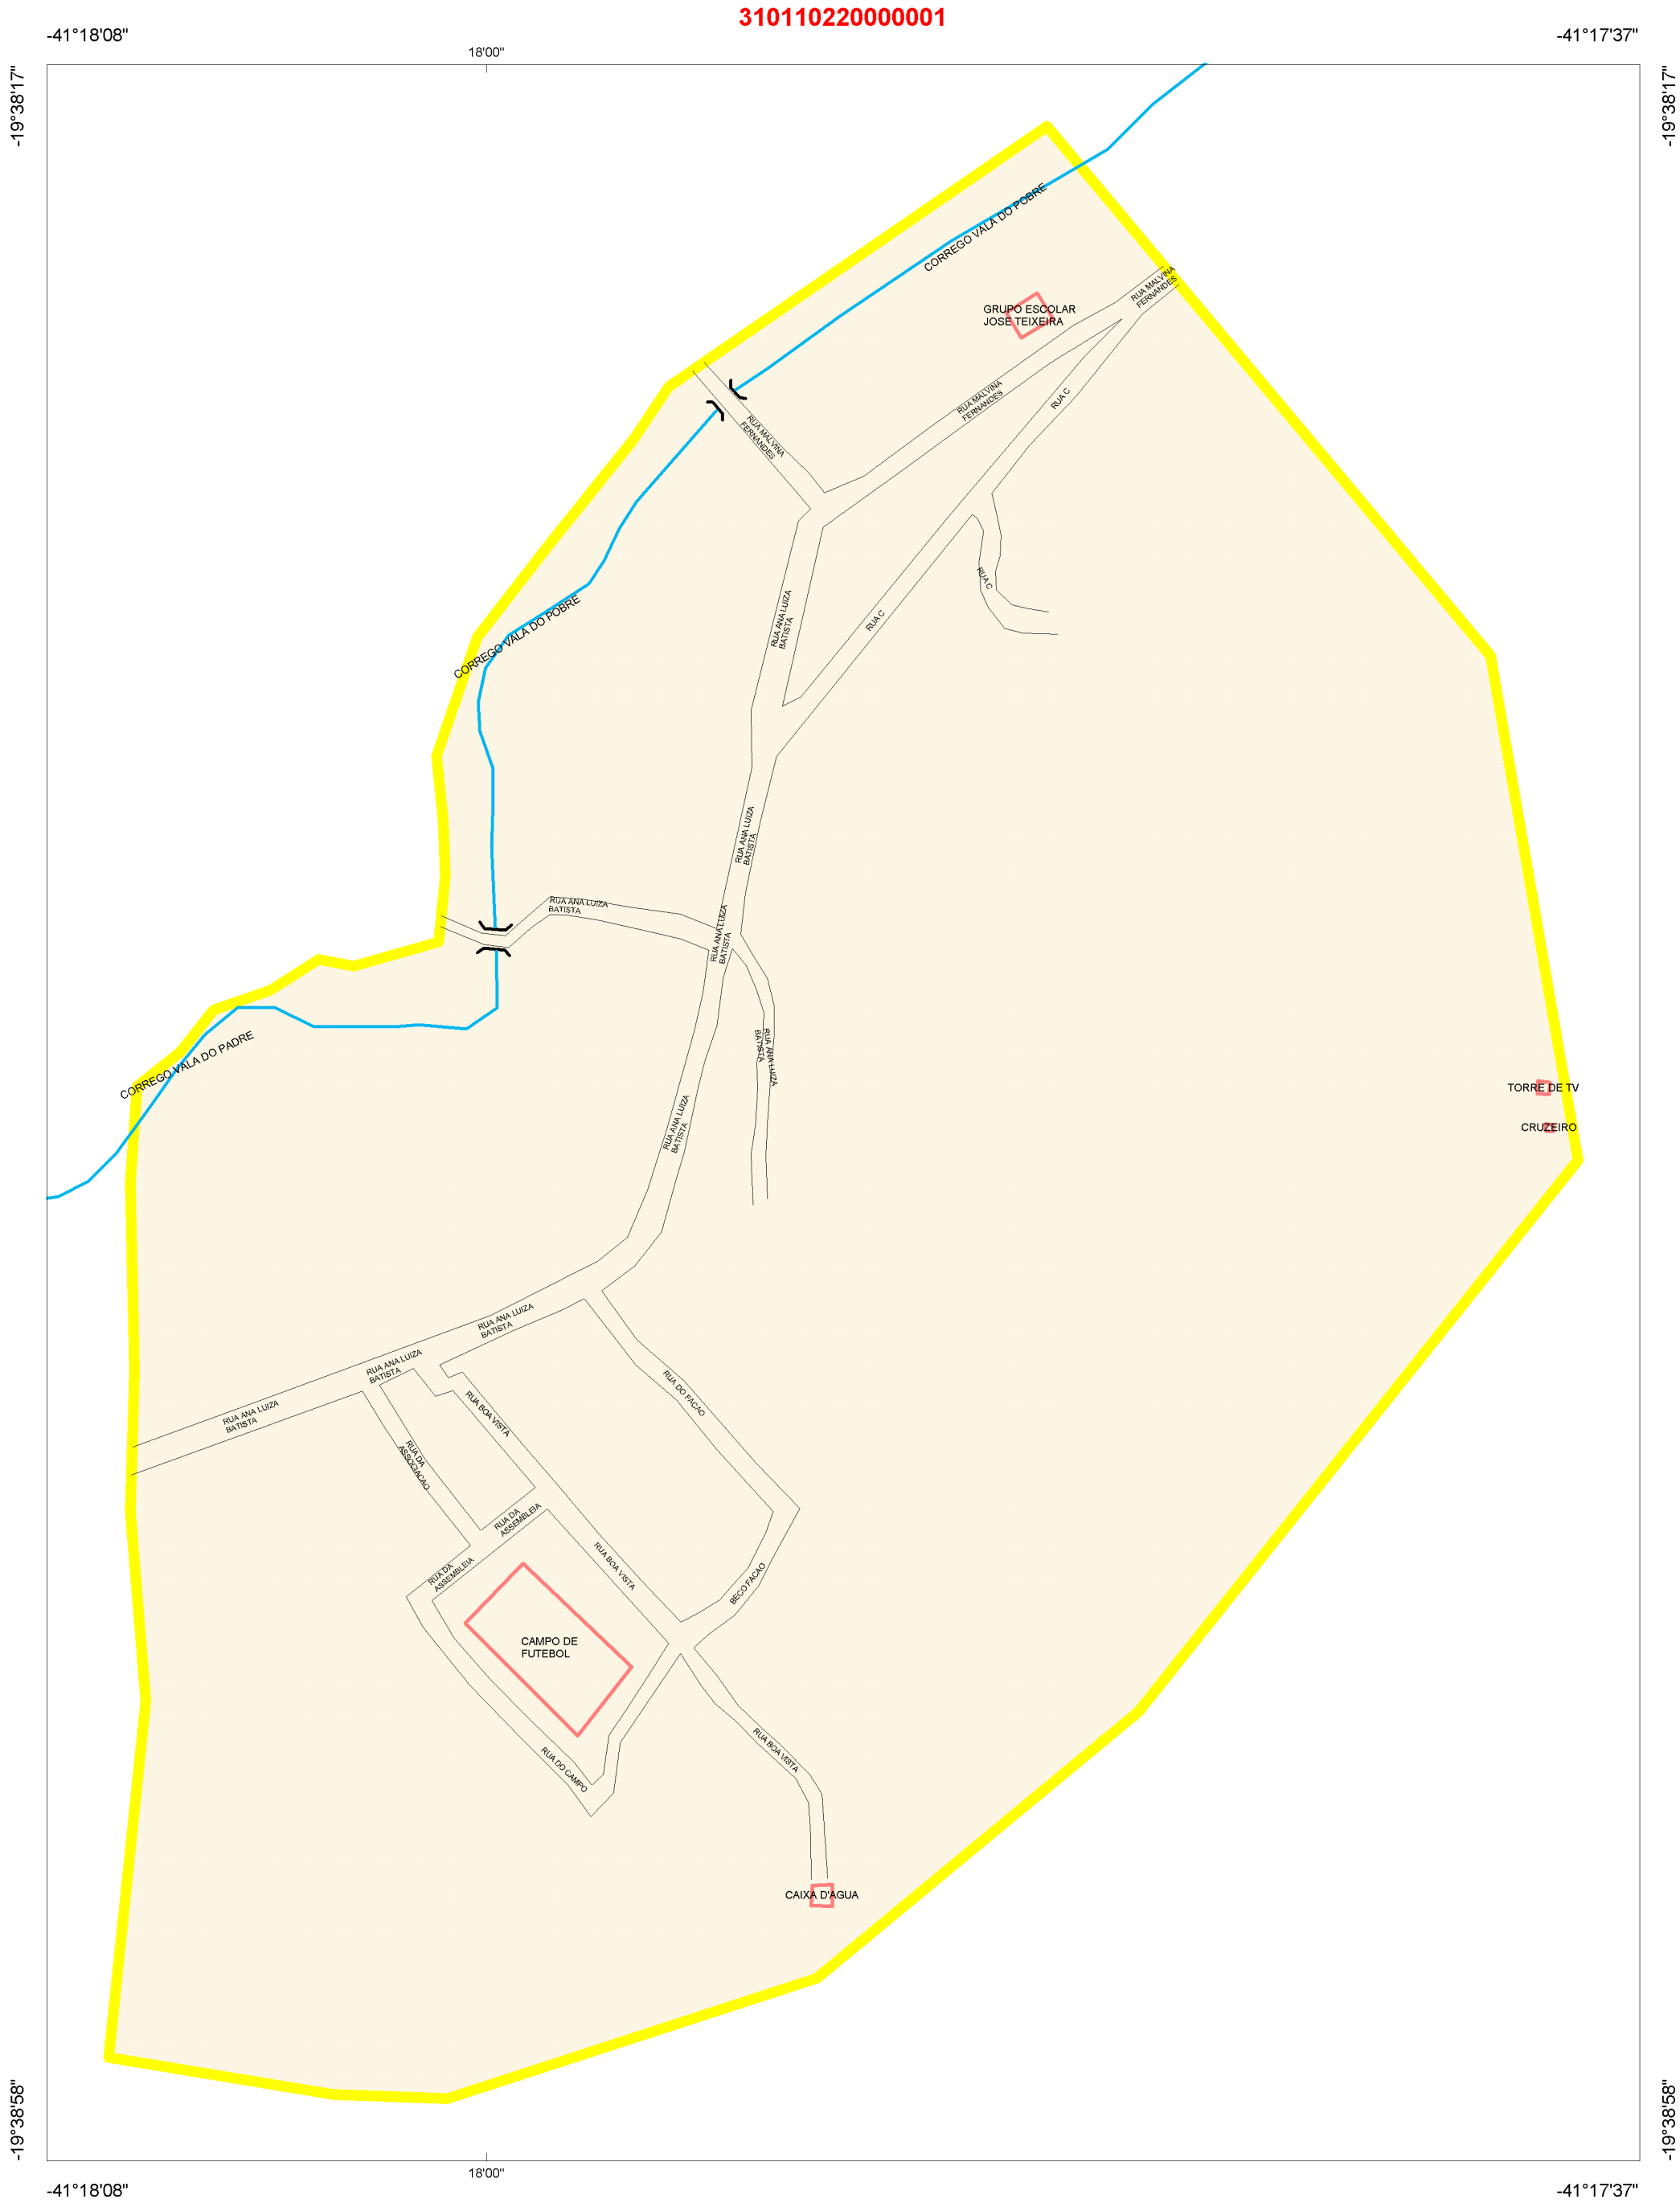 310110220000001
-41°18'08"
-41°17'37"
18'00"
-19°38'17"
-19°38'17"
CORREGO VALA DO POBRE
RUA MALVINA
FERNANDES
GRUPO ESCOLAR
JOSE TEIXEIRA
RUA MALVINA
FERNANDES
RUA C
RUA MALVINA
FERNANDES
RUA C
RUA C
RUA ANA LUIZA
BATISTA
CORREGO VALA DO POBRE
RUA ANA LUIZA
BATISTA
RUA ANA LUIZA
BATISTA
RUA ANA LUIZA
BATISTA
RUA ANA LUIZA
BATISTA
CORREGO VALA DO PADRE
TORRE DE TV
CRUZEIRO
RUA ANA LUIZA
BATISTA
RUA ANA LUIZA
BATISTA
RUA ANA LUIZA
BATISTA
RUA ANA LUIZA
BATISTA
RUA DO FACAO
RUA BOA VISTA
RUA DA
ASSOCIACAO
RUA DA
ASSEMBLEIA
RUA DA
ASSEMBLEIA
RUA BOA VISTA
BECO FACAO
CAMPO DE
FUTEBOL
RUA DO CAMPO
RUA BOA VISTA
CAIXA D'AGUA
-19°38'58"
-19°38'58"
18'00"
-41°18'08"
-41°17'37"